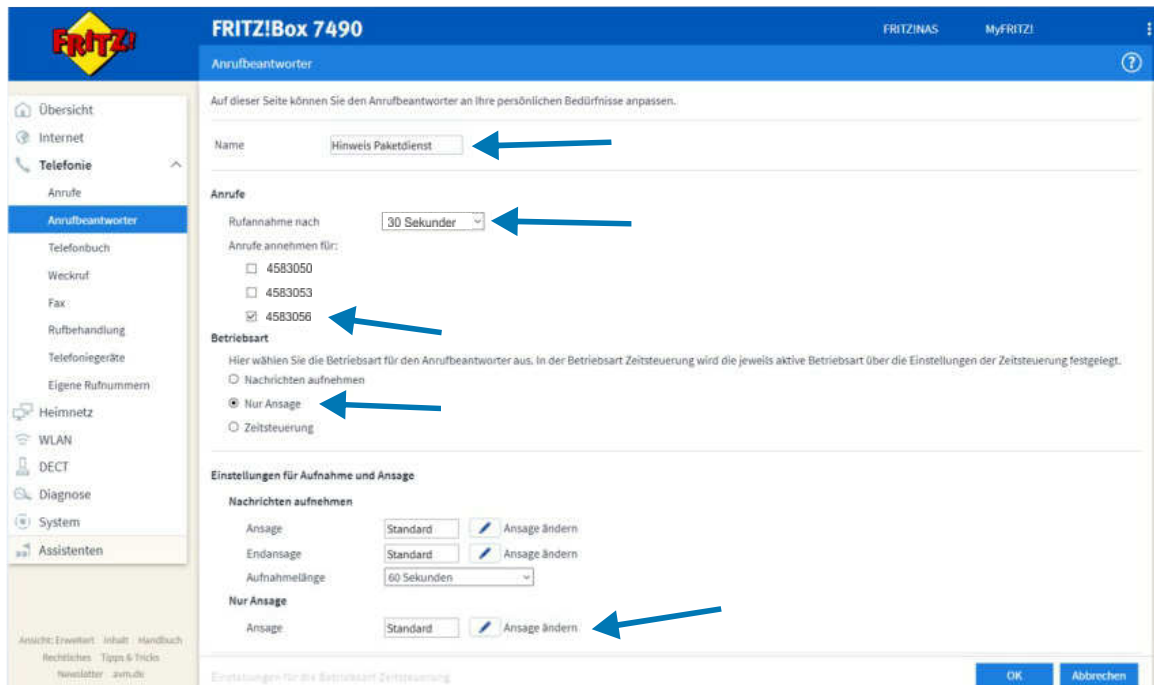 FRITZ!
FRITZ!Box 7490
FRITZ!NAS
MyFRITZ!
Anrufbeantworter
?
Übersicht
Internet
Telefonie
Anrufe
Anrufbeantworter
Telefonbuch
Weckruf
Fax
Rufbehandlung
Telefoniegeräte
Eigene Rufnummern
Heimnetz
WLAN
DECT
Diagnose
System
Assistenten
Ansicht: Erweitert Inhalt Handbuch
Rechtliches Tipps & Tricks
Newsletter avm.de
Auf dieser Seite können Sie den Anrufbeantworter an Ihre persönlichen Bedürfnisse anpassen.
Name Hinweis Paketdienst
Anrufe
Rufannahme nach 30 Sekunder
Anrufe annehmen für:
4583050
4583053
4583056
Betriebsart
Hier wählen Sie die Betriebsart für den Anrufbeantworter aus. In der Betriebsart Zeitsteuerung wird die jeweils aktive Betriebsart über die Einstellungen der Zeitsteuerung festgelegt.
Nachrichten aufnehmen
Nur Ansage
Zeitsteuerung
Einstellungen für Aufnahme und Ansage
Nachrichten aufnehmen
Ansage Standard Ansage ändern
Endansage Standard Ansage ändern
Aufnahmelänge 60 Sekunden
Nur Ansage
Ansage Standard Ansage ändern
Einstellungen für die Betriebsart Zeitsteuerung
OK Abbrechen